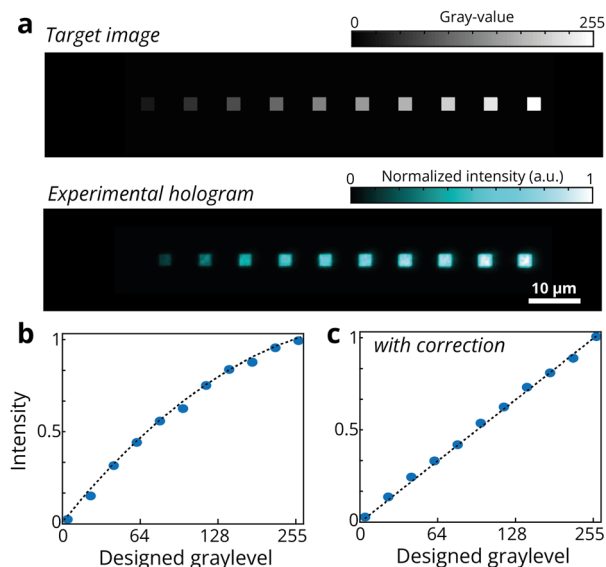 a
Target image
Gray-value
0 255
Experimental hologram
Normalized intensity (a.u.)
0 1
10 μm
b
1
0.5
0
Intensity
0 64 128 255
Designed graylevel
c
with correction
1
0.5
0
0 64 128 255
Designed graylevel